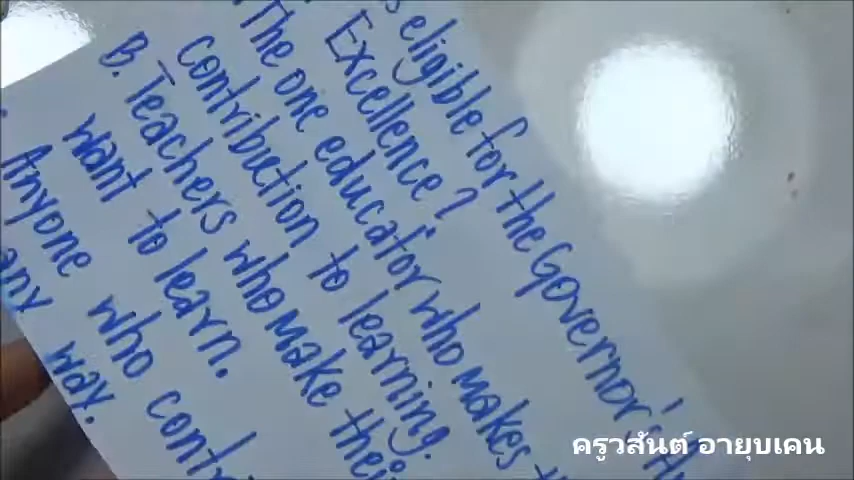 eligible for the Governor's
Excellence?
The one educator who makes
contribution to learning.
B. Teachers who make their
want to learn.
Anyone who
any way.
ครูวสันต์ อายุบเคน